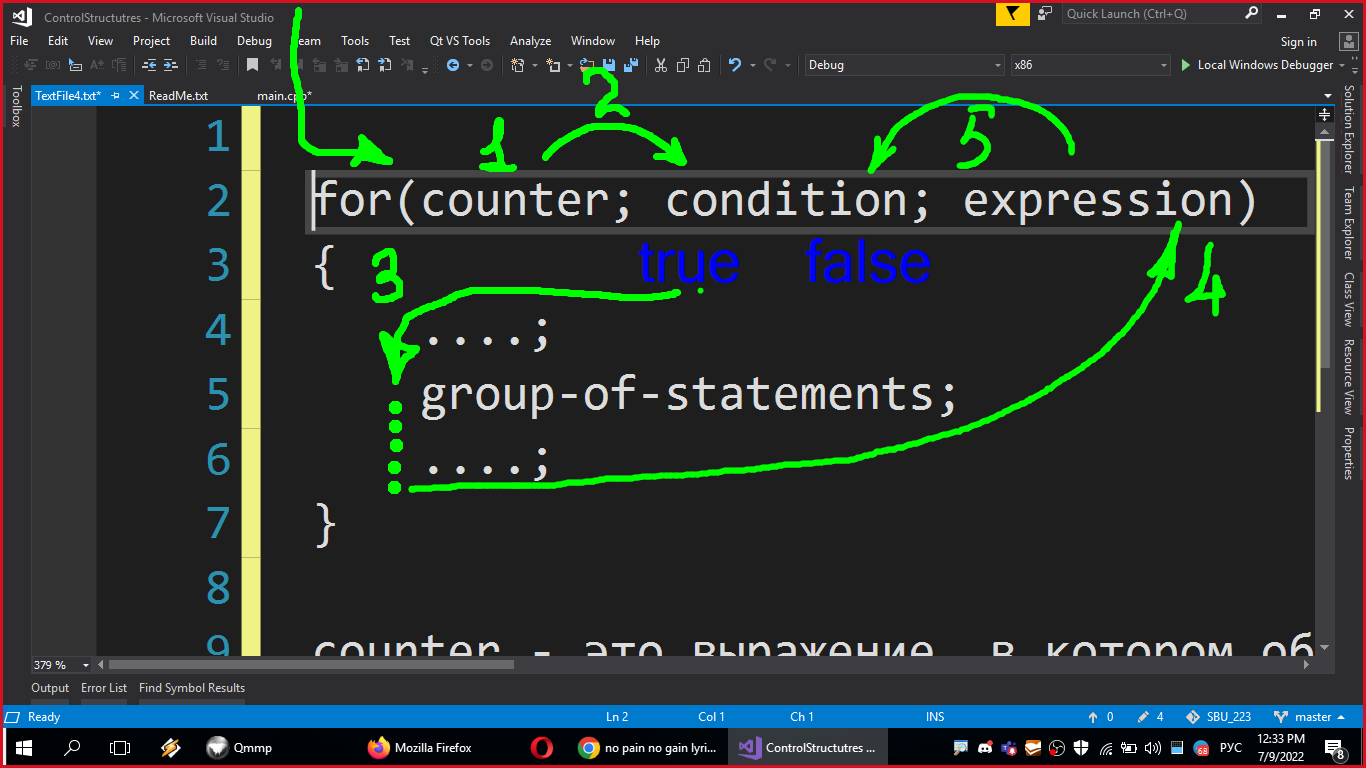 ControlStructutres - Microsoft Visual Studio
Quick Launch (Ctrl+Q)
File Edit View Project Build Debug Team Tools Test Qt VS Tools Analyze Window Help
Sign in
Debug x86 Local Windows Debugger
TextFile4.txt* ReadMe.txt main.cpp*
Toolbox
Solution Explorer
Team Explorer
Class View
Resource View
Properties
1 2 5
1
2 for(counter; condition; expression)
3 { 3 true false 4
4 ....;
5 group-of-statements;
6 ....;
7 }
8
9 counter - это выражение, в котором об
379 %
Output Error List Find Symbol Results
Ready Ln 2 Col 1 Ch 1 INS 0 4 SBU_223 master
Qmmp Mozilla Firefox no pain no gain lyri... ControlStructutres ... 68 РУС 12:33 PM
7/9/2022 8